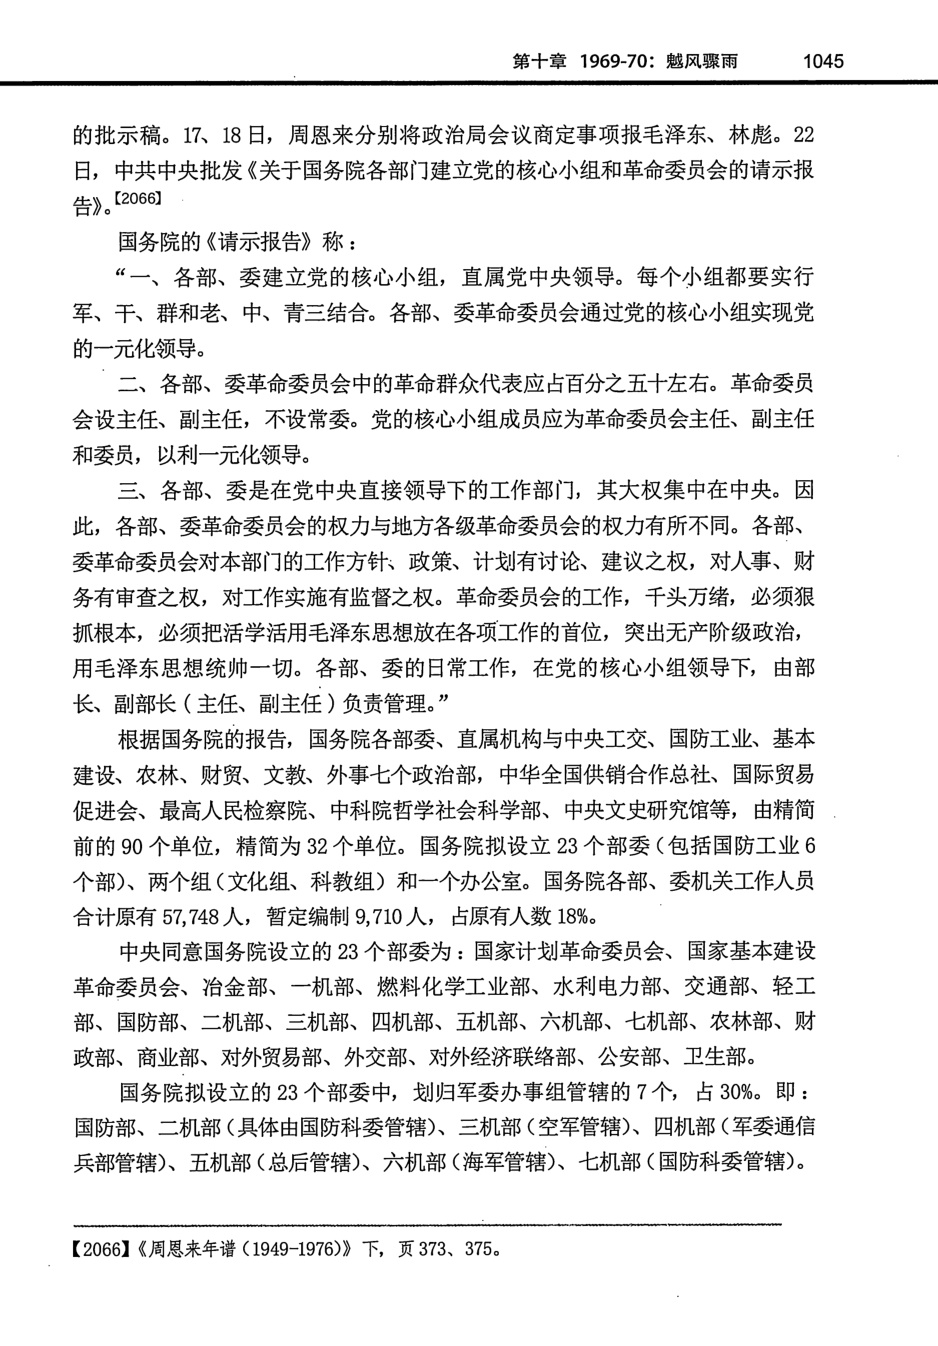 第十章 1969-70：魆风骤雨 1045
的批示稿。17、18日，周恩来分别将政治局会议商定事项报毛泽东、林彪。22
日，中共中央批发《关于国务院各部门建立党的核心小组和革命委员会的请示报
告》。【2066】
国务院的《请示报告》称：
“一、各部、委建立党的核心小组，直属党中央领导。每个小组都要实行
军、干、群和老、中、青三结合。各部、委革命委员会通过党的核心小组实现党
的一元化领导。
二、各部、委革命委员会中的革命群众代表应占百分之五十左右。革命委员
会设主任、副主任，不设常委。党的核心小组成员应为革命委员会主任、副主任
和委员，以利一元化领导。
三、各部、委是在党中央直接领导下的工作部门，其大权集中在中央。因
此，各部、委革命委员会的权力与地方各级革命委员会的权力有所不同。各部、
委革命委员会对本部门的工作方针、政策、计划有讨论、建议之权，对人事、财
务有审查之权，对工作实施有监督之权。革命委员会的工作，千头万绪，必须狠
抓根本，必须把活学活用毛泽东思想放在各项工作的首位，突出无产阶级政治，
用毛泽东思想统帅一切。各部、委的日常工作，在党的核心小组领导下，由部
长、副部长（主任、副主任）负责管理。”
根据国务院的报告，国务院各部委、直属机构与中央工交、国防工业、基本
建设、农林、财贸、文教、外事七个政治部，中华全国供销合作总社、国际贸易
促进会、最高人民检察院、中科院哲学社会科学部、中央文史研究馆等，由精简
前的90个单位，精简为32个单位。国务院拟设立23个部委（包括国防工业6
个部）、两个组（文化组、科教组）和一个办公室。国务院各部、委机关工作人员
合计原有57,748人，暂定编制9,710人，占原有人数18%。
中央同意国务院设立的23个部委为：国家计划革命委员会、国家基本建设
革命委员会、冶金部、一机部、燃料化学工业部、水利电力部、交通部、轻工
部、国防部、二机部、三机部、四机部、五机部、六机部、七机部、农林部、财
政部、商业部、对外贸易部、外交部、对外经济联络部、公安部、卫生部。
国务院拟设立的23个部委中，划归军委办事组管辖的7个，占30%。即：
国防部、二机部（具体由国防科委管辖）、三机部（空军管辖）、四机部（军委通信
兵部管辖）、五机部（总后管辖）、六机部（海军管辖）、七机部（国防科委管辖）。
【2066】《周恩来年谱（1949-1976）》下，页373、375。